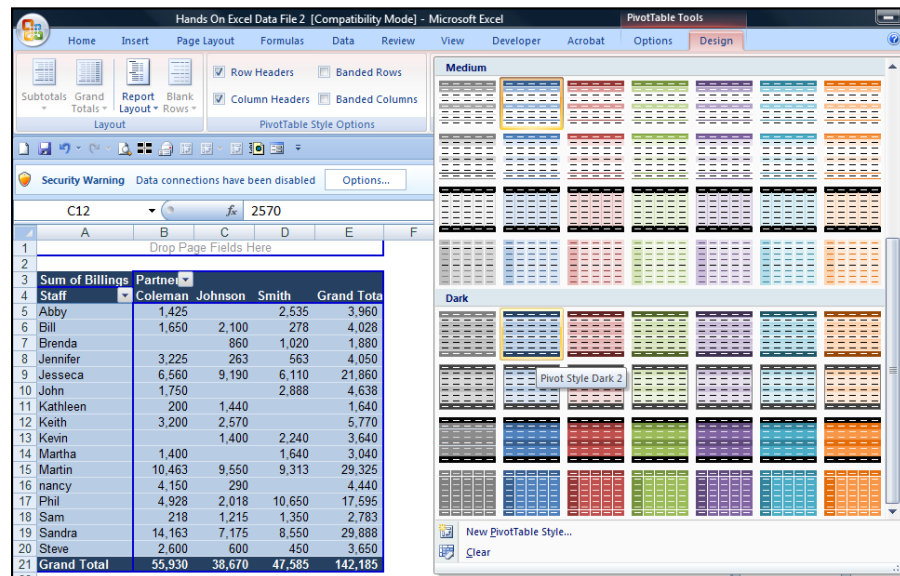 Hands On Excel Data File 2 [Compatibility Mode] - Microsoft Excel
PivotTable Tools
Home Insert Page Layout Formulas Data Review View Developer Acrobat Options Design
Subtotals Grand Totals Report Layout Blank Rows
Row Headers Banded Rows
Column Headers Banded Columns
Layout PivotTable Style Options
Security Warning Data connections have been disabled Options...
C12 fx 2570
A B C D E F
1 Drop Page Fields Here
2
3 Sum of Billings Partner
4 Staff Coleman Johnson Smith Grand Tota
5 Abby 1,425 2,535 3,960
6 Bill 1,650 2,100 278 4,028
7 Brenda 860 1,020 1,880
8 Jennifer 3,225 263 563 4,050
9 Jesseca 6,560 9,190 6,110 21,860
10 John 1,750 2,888 4,638
11 Kathleen 200 1,440 1,640
12 Keith 3,200 2,570 5,770
13 Kevin 1,400 2,240 3,640
14 Martha 1,400 1,640 3,040
15 Martin 10,463 9,550 9,313 29,325
16 nancy 4,150 290 4,440
17 Phil 4,928 2,018 10,650 17,595
18 Sam 218 1,215 1,350 2,783
19 Sandra 14,163 7,175 8,550 29,888
20 Steve 2,600 600 450 3,650
21 Grand Total 55,930 38,670 47,585 142,185
Medium
Dark
Pivot Style Dark 2
New PivotTable Style...
Clear